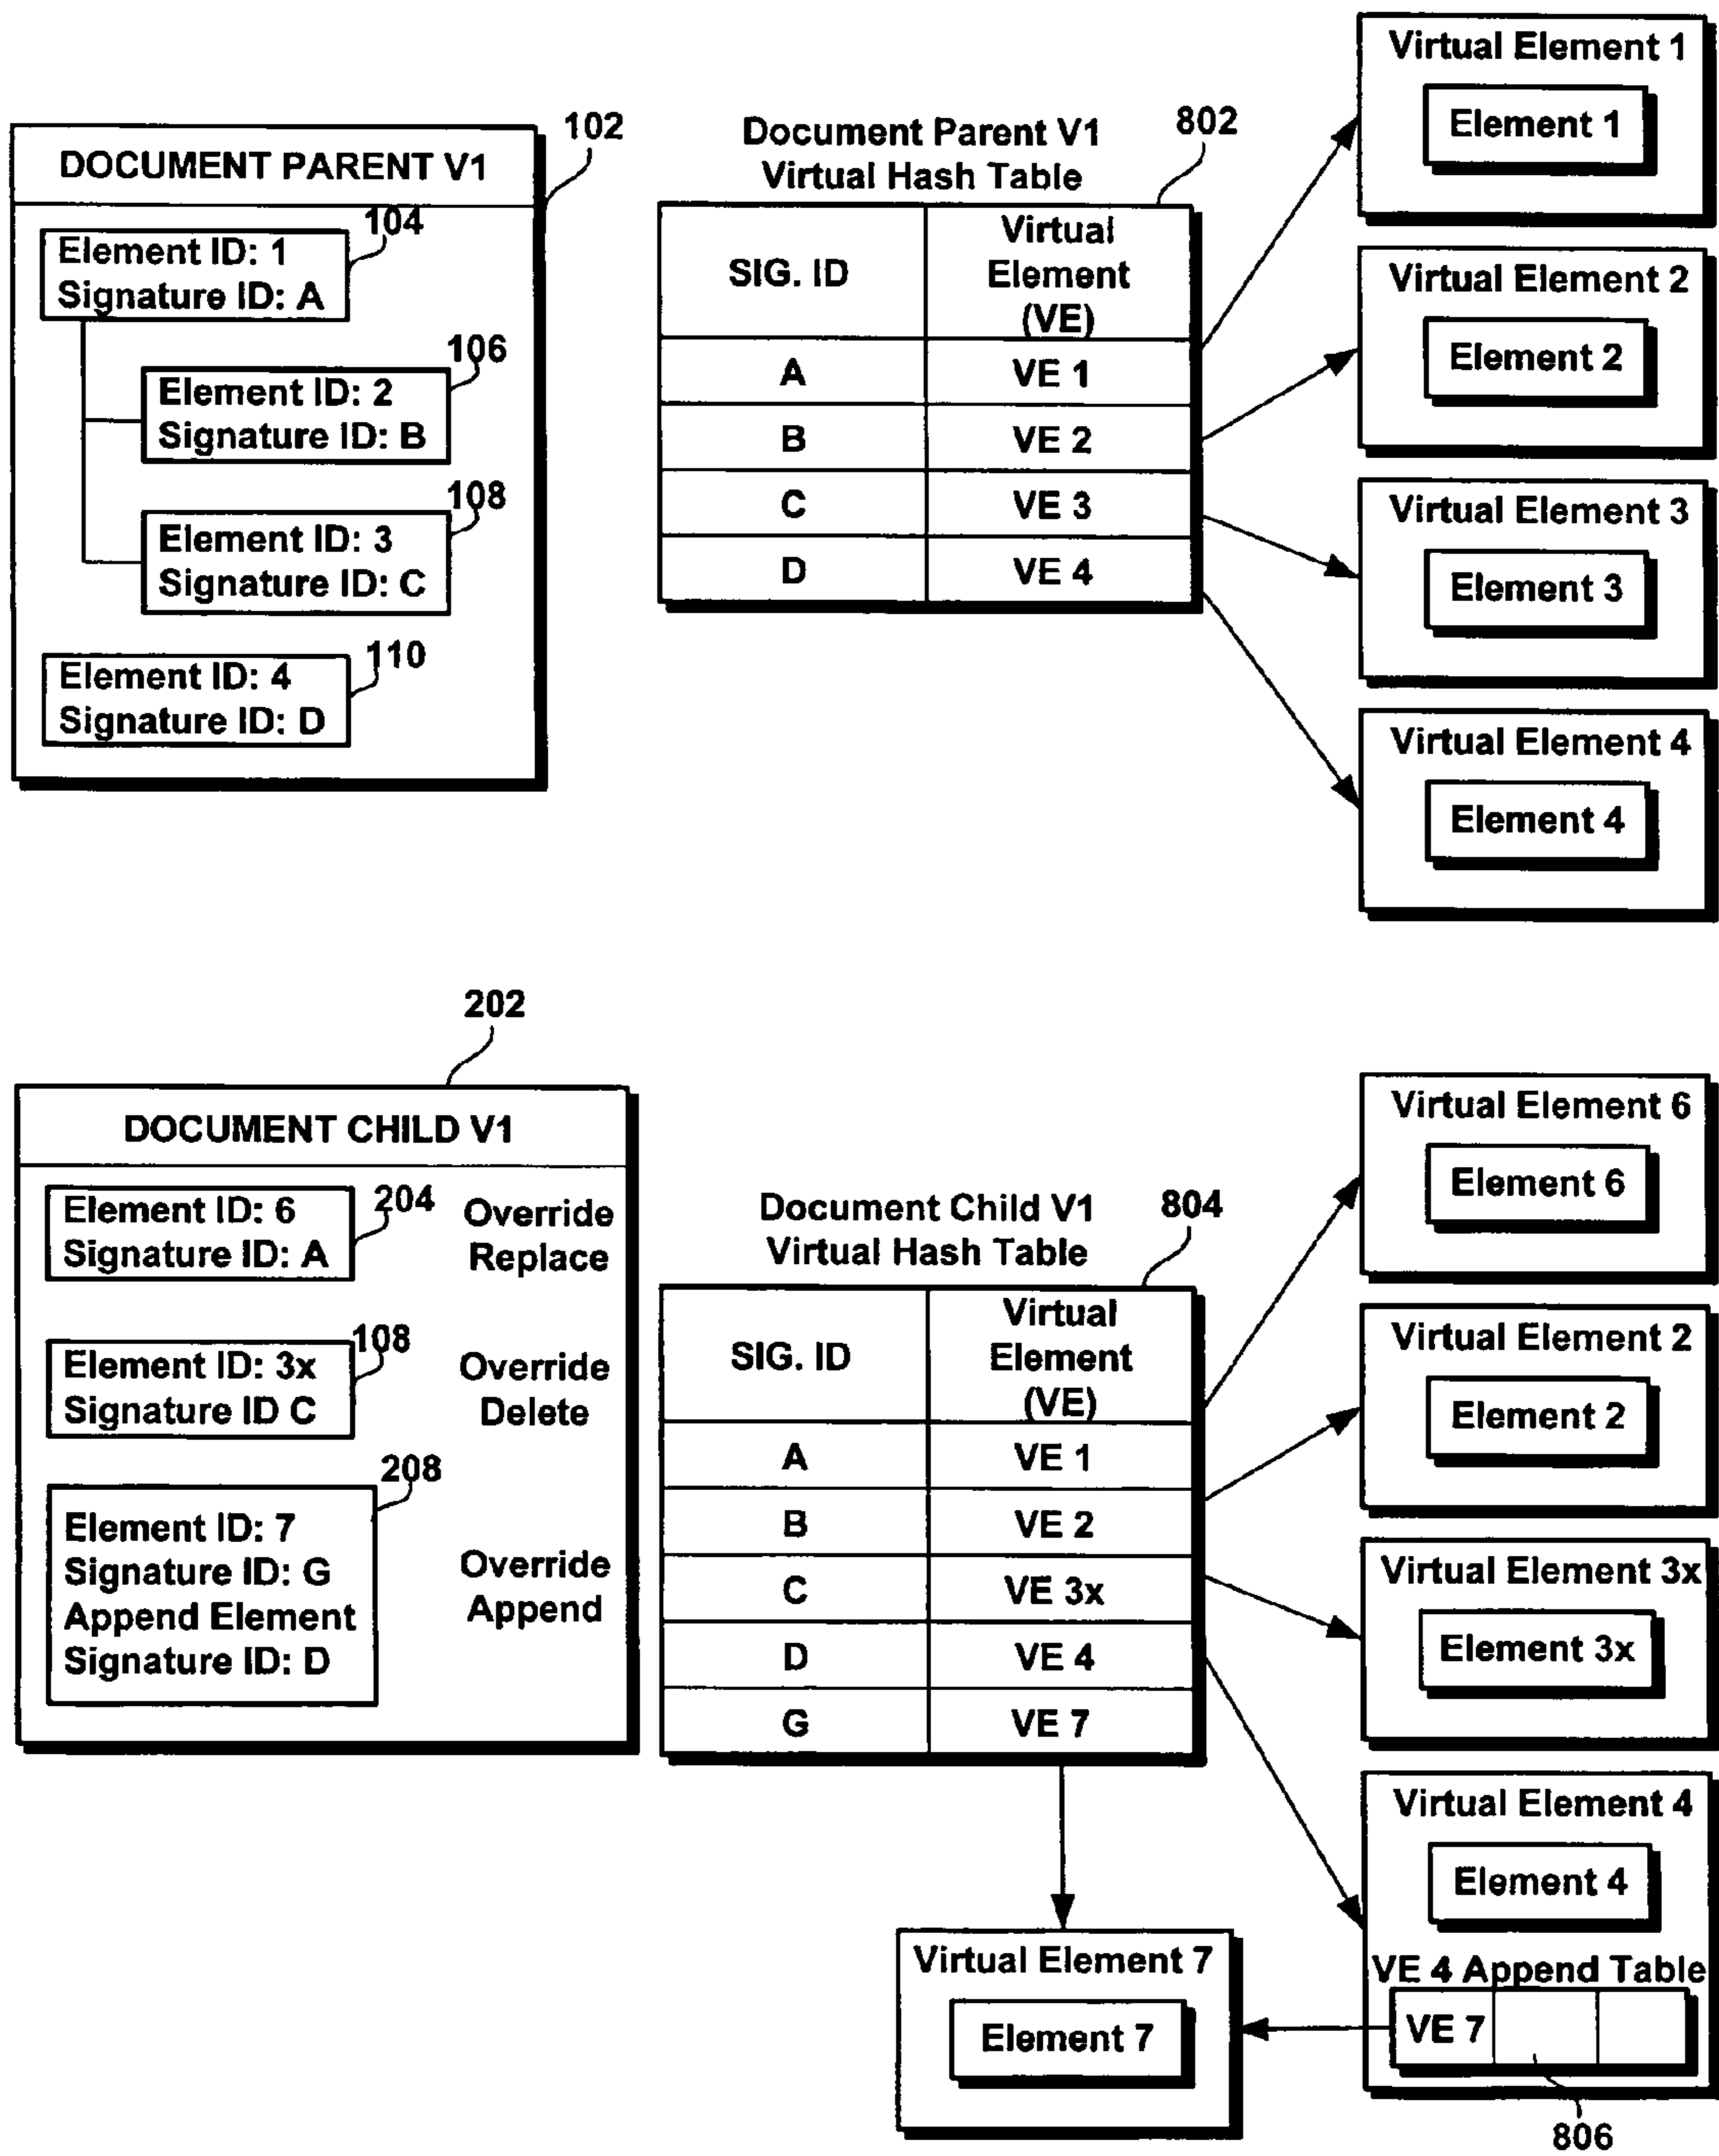 DOCUMENT PARENT V1
102
Element ID: 1
Signature ID: A
104
Element ID: 2
Signature ID: B
106
Element ID: 3
Signature ID: C
108
Element ID: 4
Signature ID: D
110
Document Parent V1
Virtual Hash Table
802
SIG. ID
Virtual
Element
(VE)
A VE 1
B VE 2
C VE 3
D VE 4
Virtual Element 1
Element 1
Virtual Element 2
Element 2
Virtual Element 3
Element 3
Virtual Element 4
Element 4
202
DOCUMENT CHILD V1
Element ID: 6
Signature ID: A
204
Override
Replace
Element ID: 3x
Signature ID C
108
Override
Delete
208
Element ID: 7
Signature ID: G
Append Element
Signature ID: D
Override
Append
Document Child V1
Virtual Hash Table
804
SIG. ID
Virtual
Element
(VE)
A VE 1
B VE 2
C VE 3x
D VE 4
G VE 7
Virtual Element 6
Element 6
Virtual Element 2
Element 2
Virtual Element 3x
Element 3x
Virtual Element 4
Element 4
VE 4 Append Table
VE 7
806
Virtual Element 7
Element 7